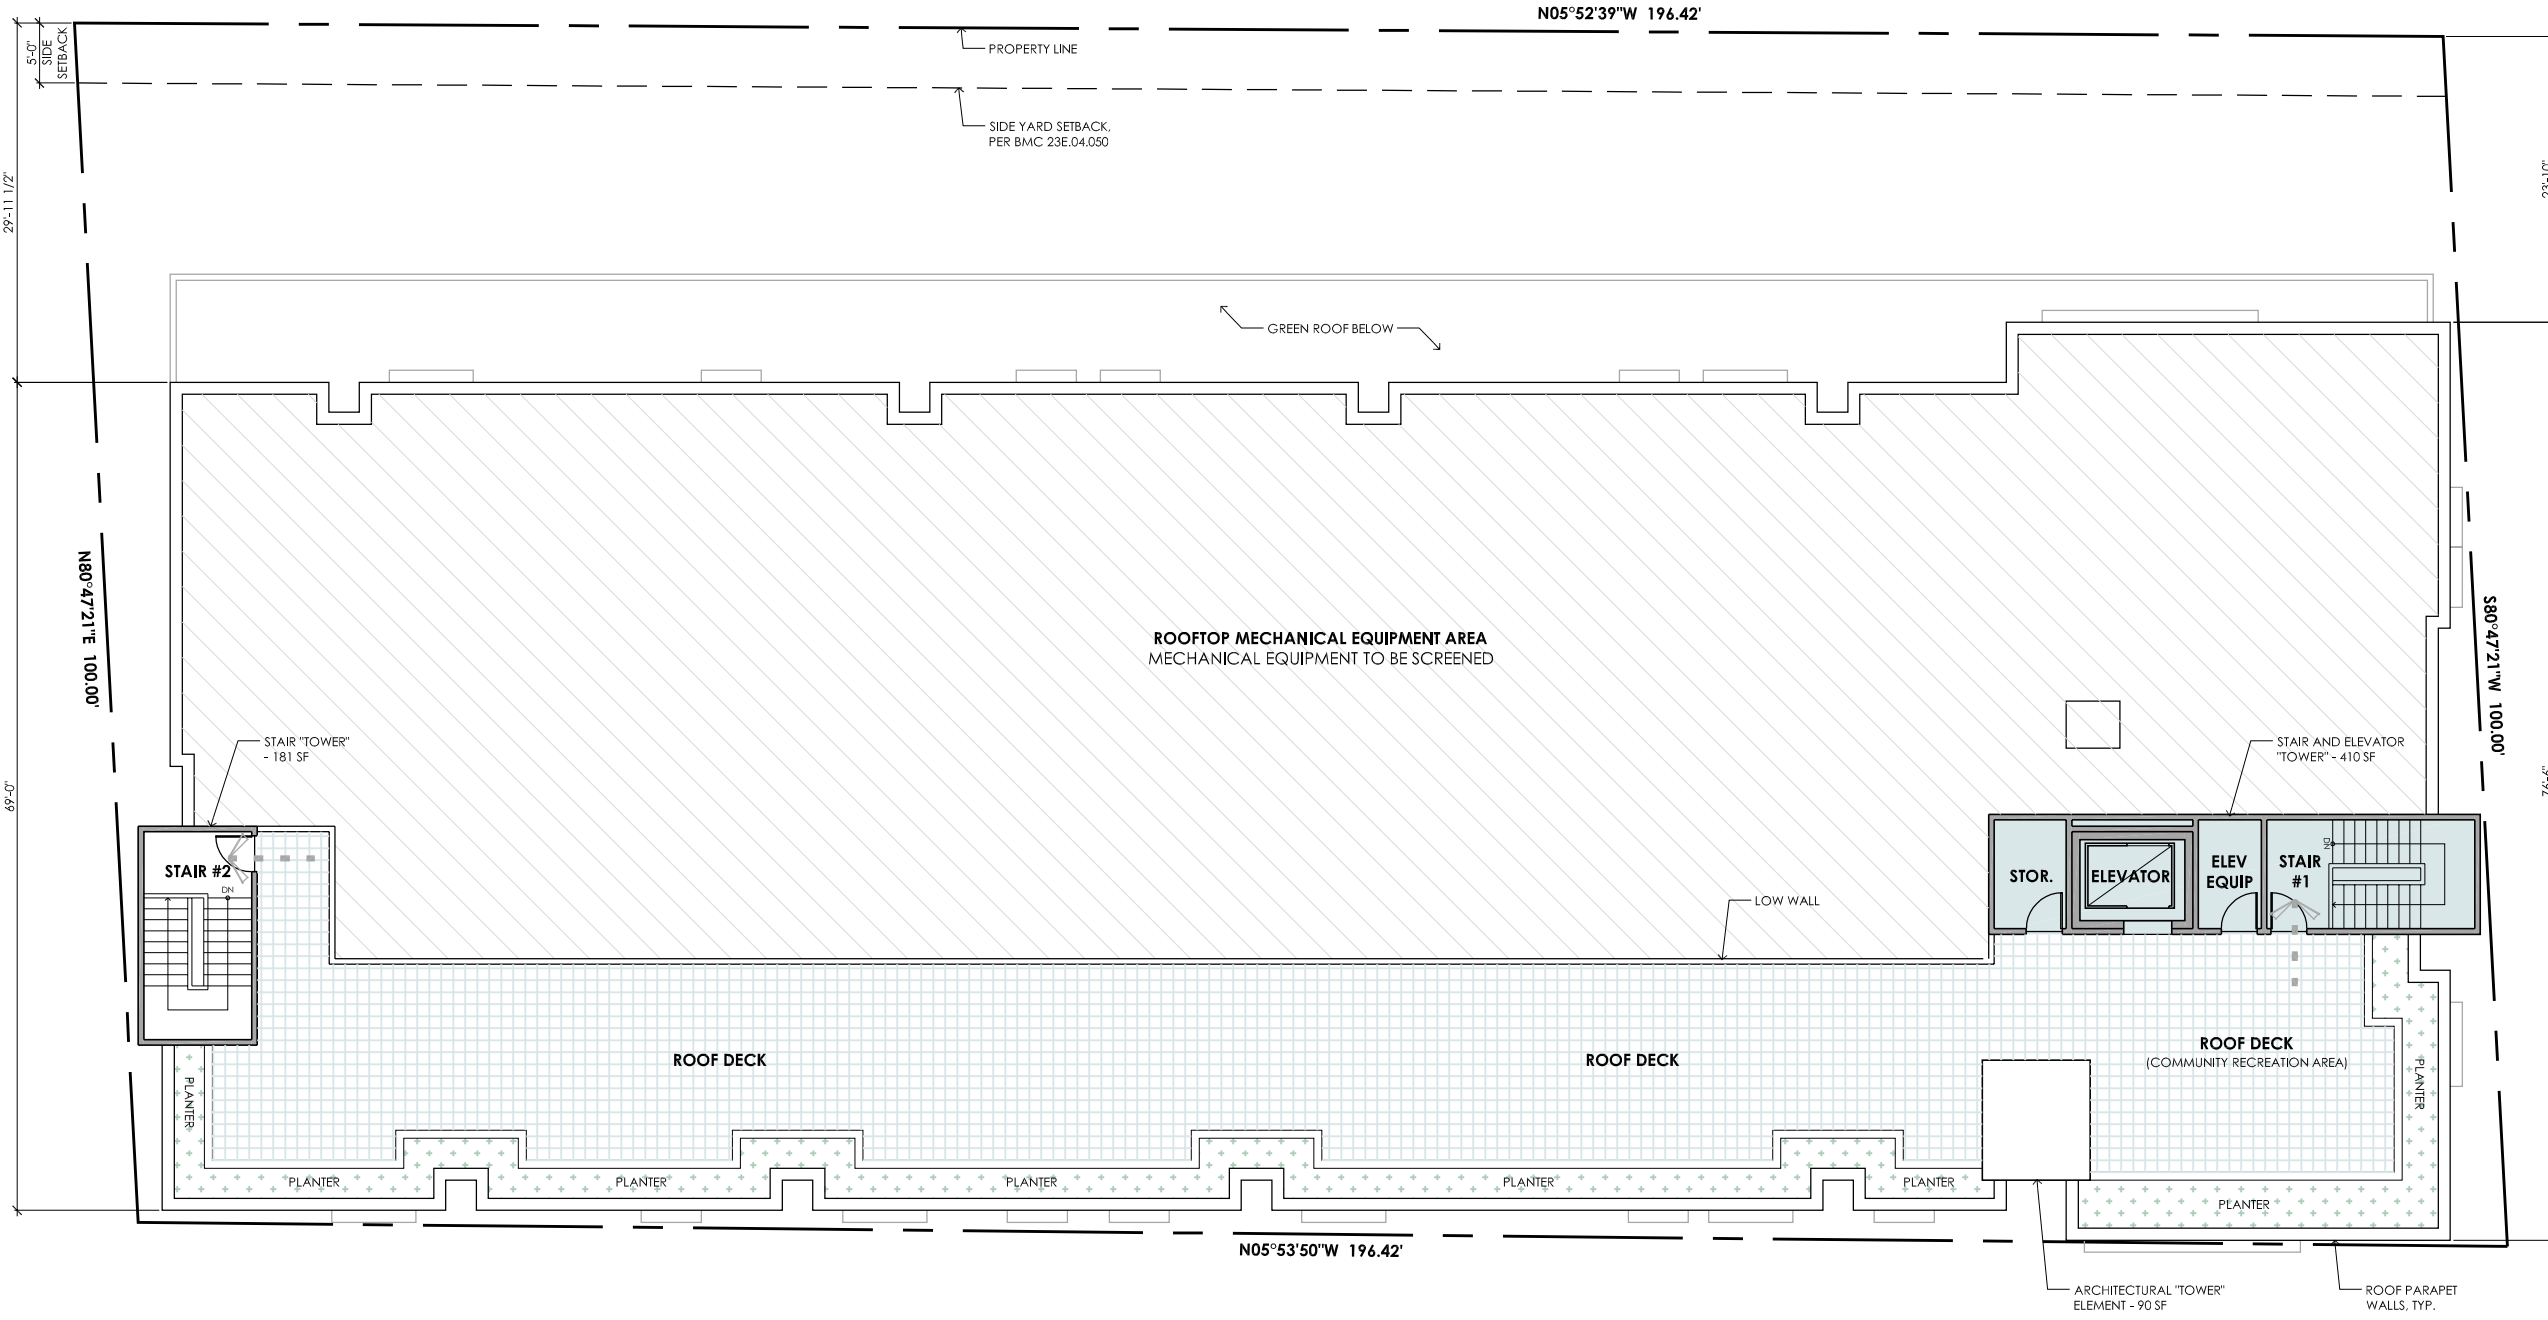 N05°52'39"W 196.42'
5'-0"
SIDE
SETBACK
PROPERTY LINE
SIDE YARD SETBACK,
PER BMC 23E.04.050
29'-11 1/2"
23'-10"
GREEN ROOF BELOW
N80°47'21"E 100.00'
S80°47'21"W 100.00'
ROOFTOP MECHANICAL EQUIPMENT AREA
MECHANICAL EQUIPMENT TO BE SCREENED
STAIR "TOWER"
- 181 SF
STAIR AND ELEVATOR
"TOWER" - 410 SF
69'-0"
76'-6"
STAIR #2
DN
STOR.
ELEVATOR
ELEV
EQUIP
STAIR
#1
DN
LOW WALL
ROOF DECK
ROOF DECK
ROOF DECK
(COMMUNITY RECREATION AREA)
PLANTER
PLANTER
PLANTER
PLANTER
PLANTER
PLANTER
PLANTER
PLANTER
N05°53'50"W 196.42'
ARCHITECTURAL "TOWER"
ELEMENT - 90 SF
ROOF PARAPET
WALLS, TYP.